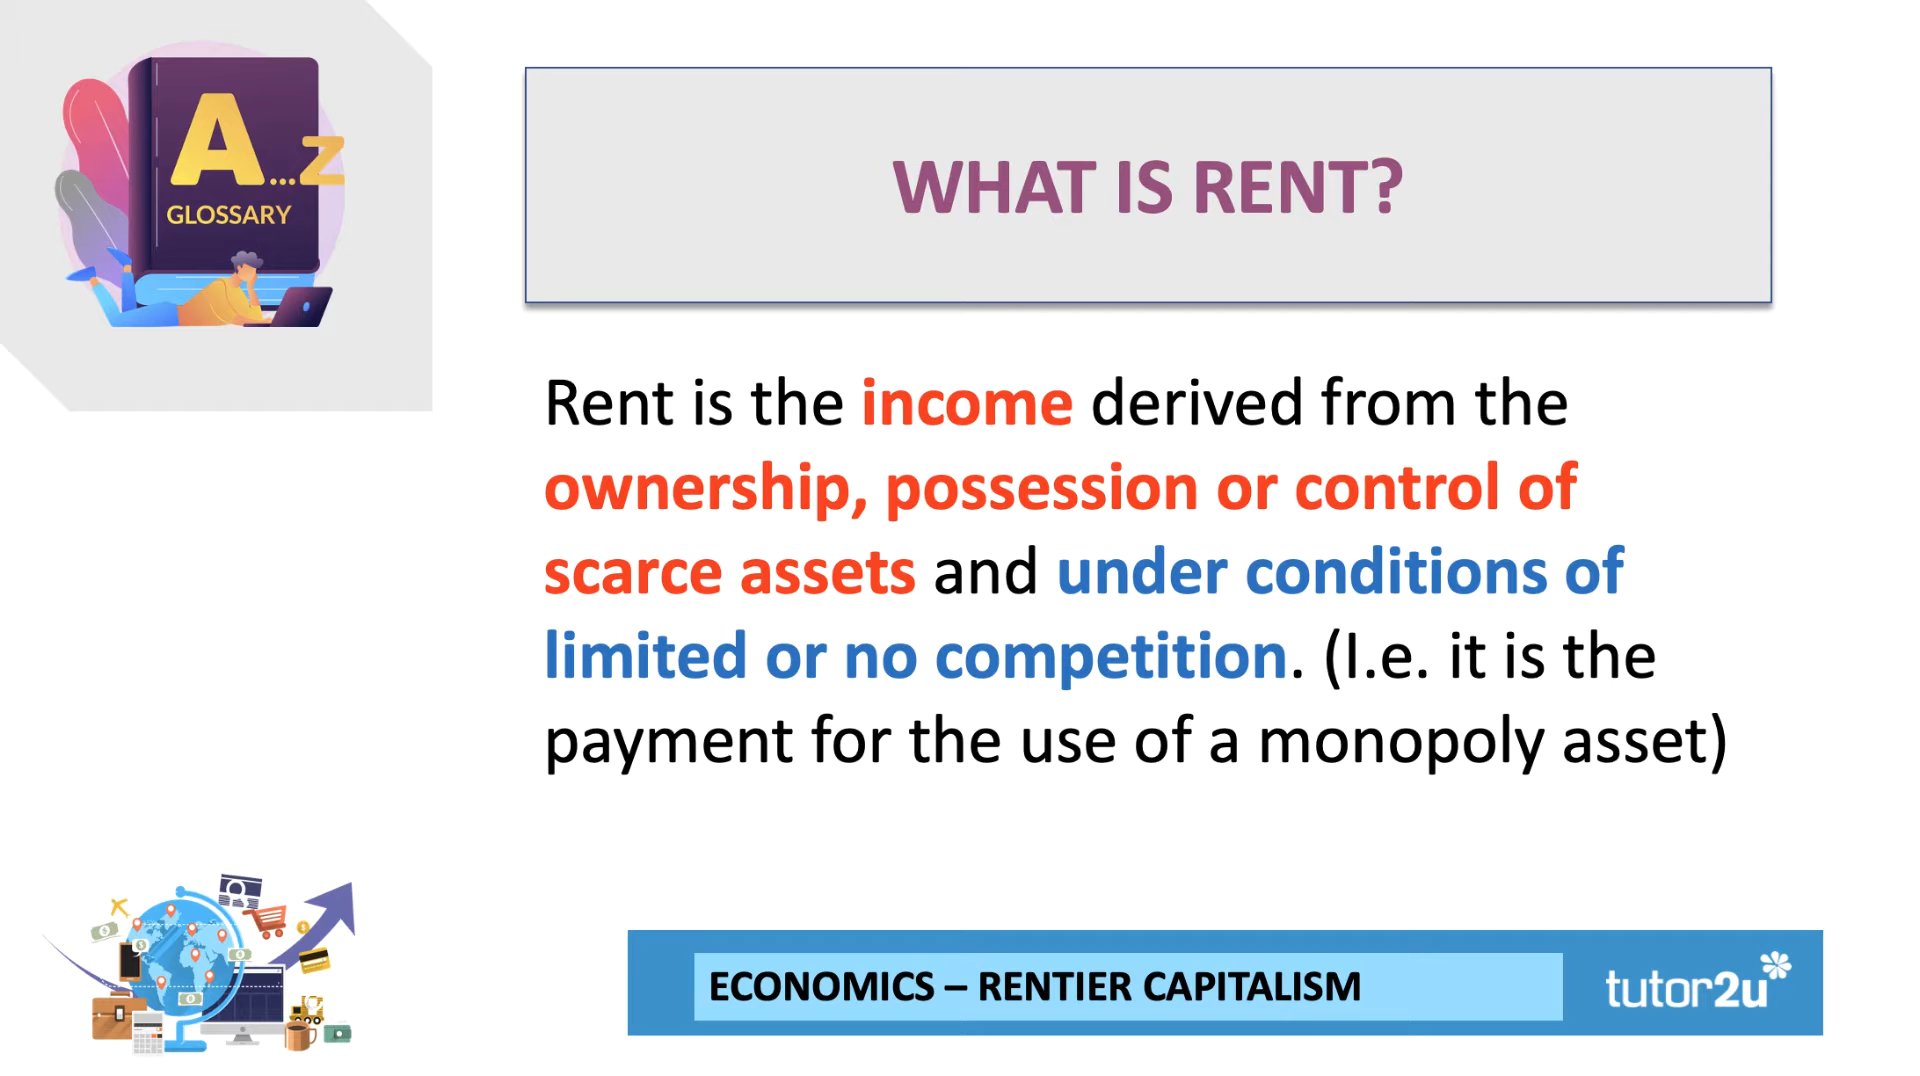 A...Z
GLOSSARY
WHAT IS RENT?
Rent is the income derived from the
ownership, possession or control of
scarce assets and under conditions of
limited or no competition. (I.e. it is the
payment for the use of a monopoly asset)
ECONOMICS – RENTIER CAPITALISM
tutor2u